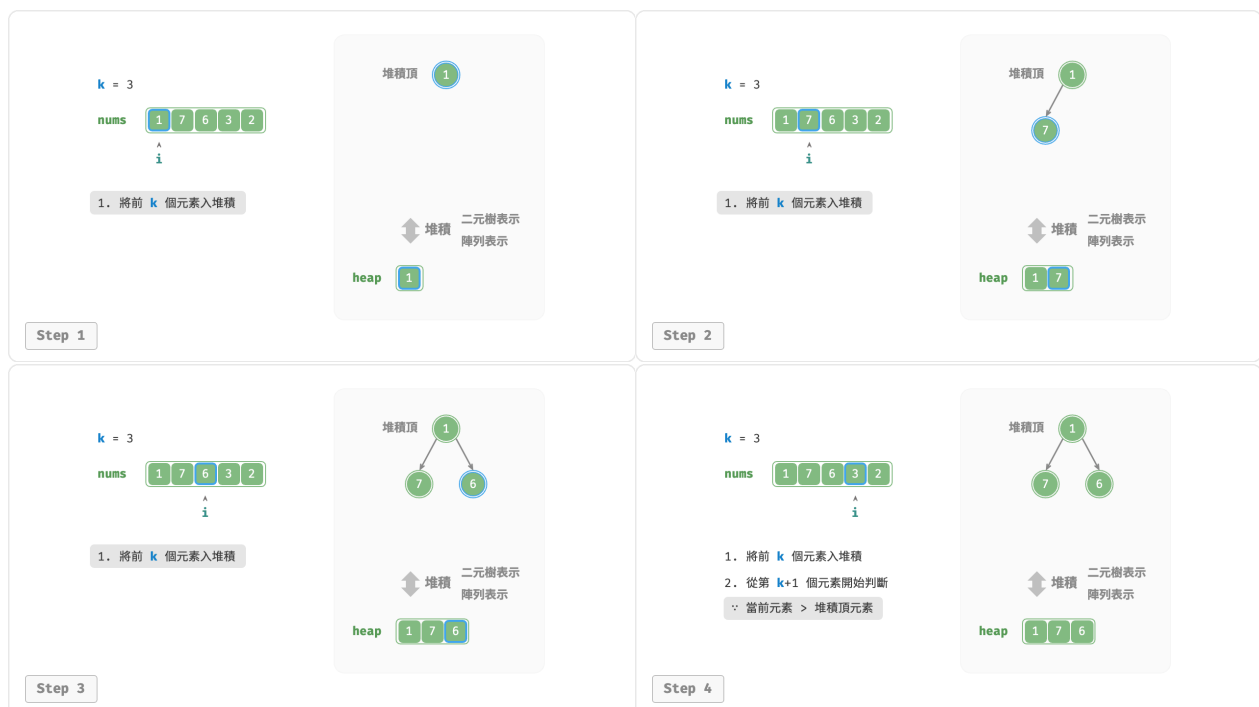 k = 3
nums 1 7 6 3 2
i
1. 將前 k 個元素入堆積
堆積頂 1
堆積 二元樹表示
陣列表示
heap 1
Step 1
k = 3
nums 1 7 6 3 2
i
1. 將前 k 個元素入堆積
堆積頂 1
7
堆積 二元樹表示
陣列表示
heap 1 7
Step 2
k = 3
nums 1 7 6 3 2
i
1. 將前 k 個元素入堆積
堆積頂 1
7 6
堆積 二元樹表示
陣列表示
heap 1 7 6
Step 3
k = 3
nums 1 7 6 3 2
i
1. 將前 k 個元素入堆積
2. 從第 k+1 個元素開始判斷
∵ 當前元素 > 堆積頂元素
堆積頂 1
7 6
堆積 二元樹表示
陣列表示
heap 1 7 6
Step 4